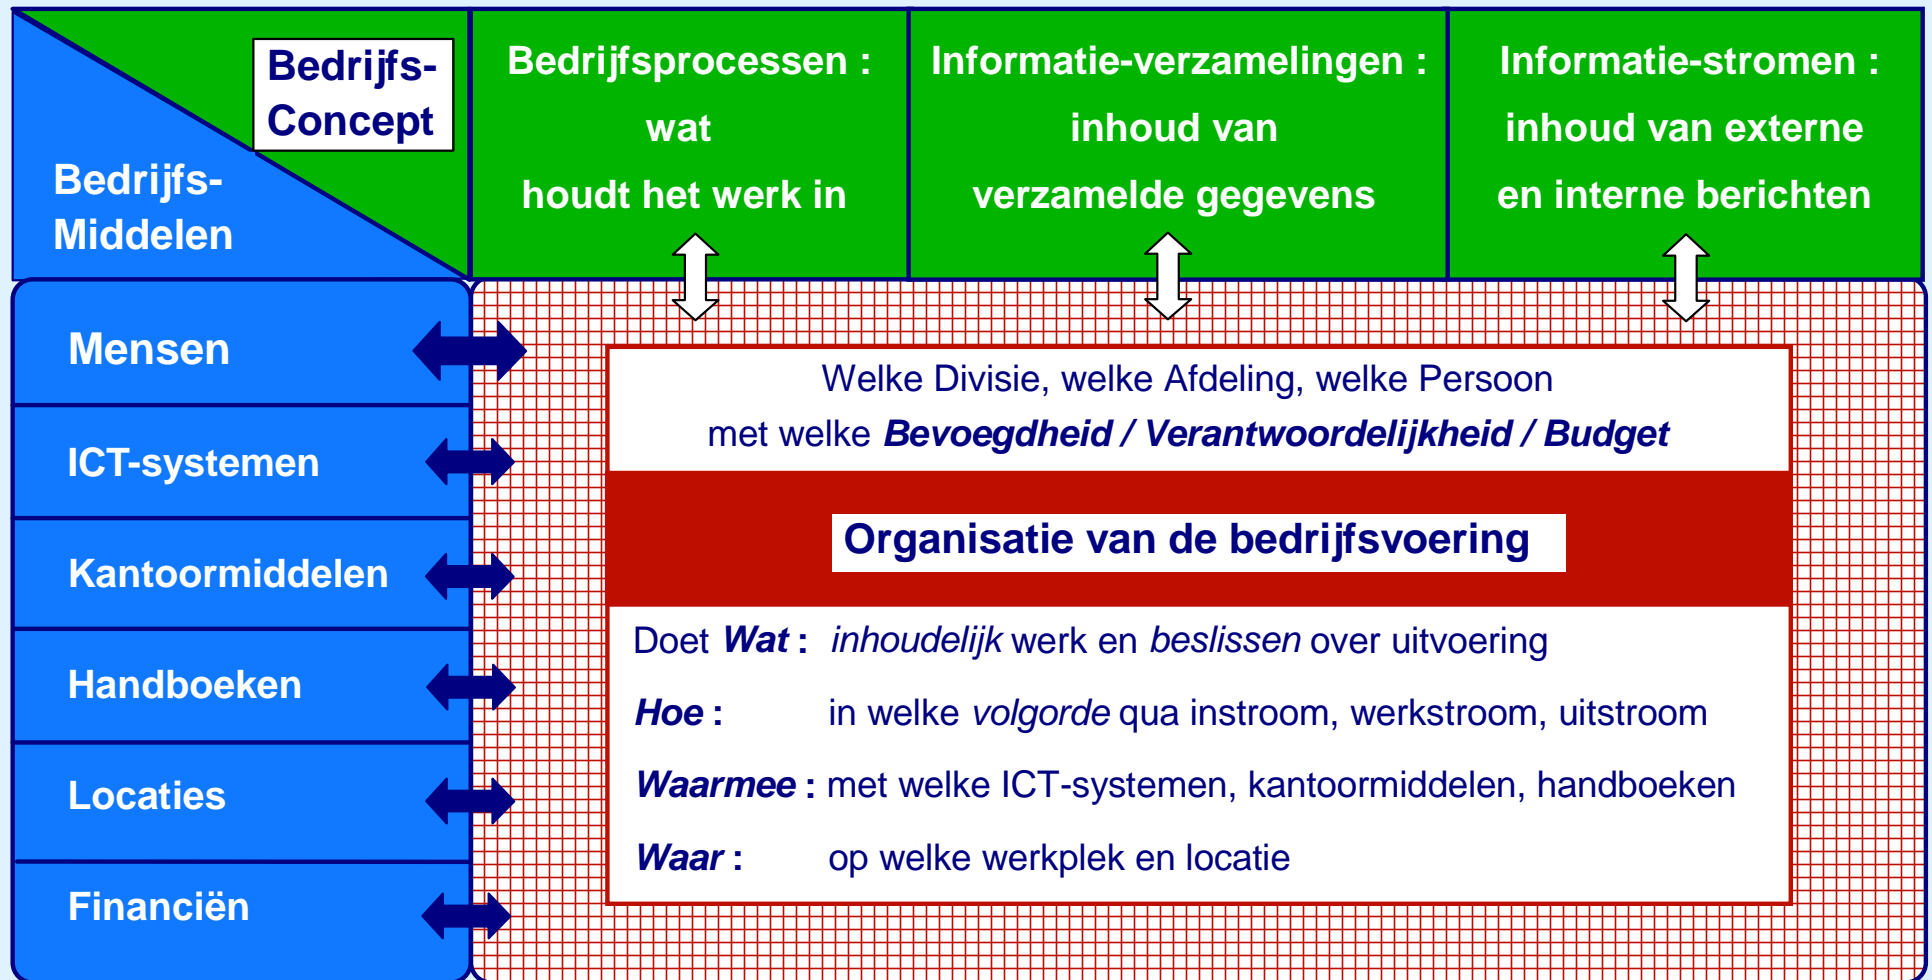 Bedrijfs-
Concept
Bedrijfs-
Middelen
Bedrijfsprocessen :
wat
houdt het werk in
Informatie-verzamelingen :
inhoud van
verzamelde gegevens
Informatie-stromen :
inhoud van externe
en interne berichten
Mensen
ICT-systemen
Kantoormiddelen
Handboeken
Locaties
Financiën
Welke Divisie, welke Afdeling, welke Persoon
met welke Bevoegdheid / Verantwoordelijkheid / Budget
Organisatie van de bedrijfsvoering
Doet Wat : inhoudelijk werk en beslissen over uitvoering
Hoe : in welke volgorde qua instroom, werkstroom, uitstroom
Waarmee : met welke ICT-systemen, kantoormiddelen, handboeken
Waar : op welke werkplek en locatie